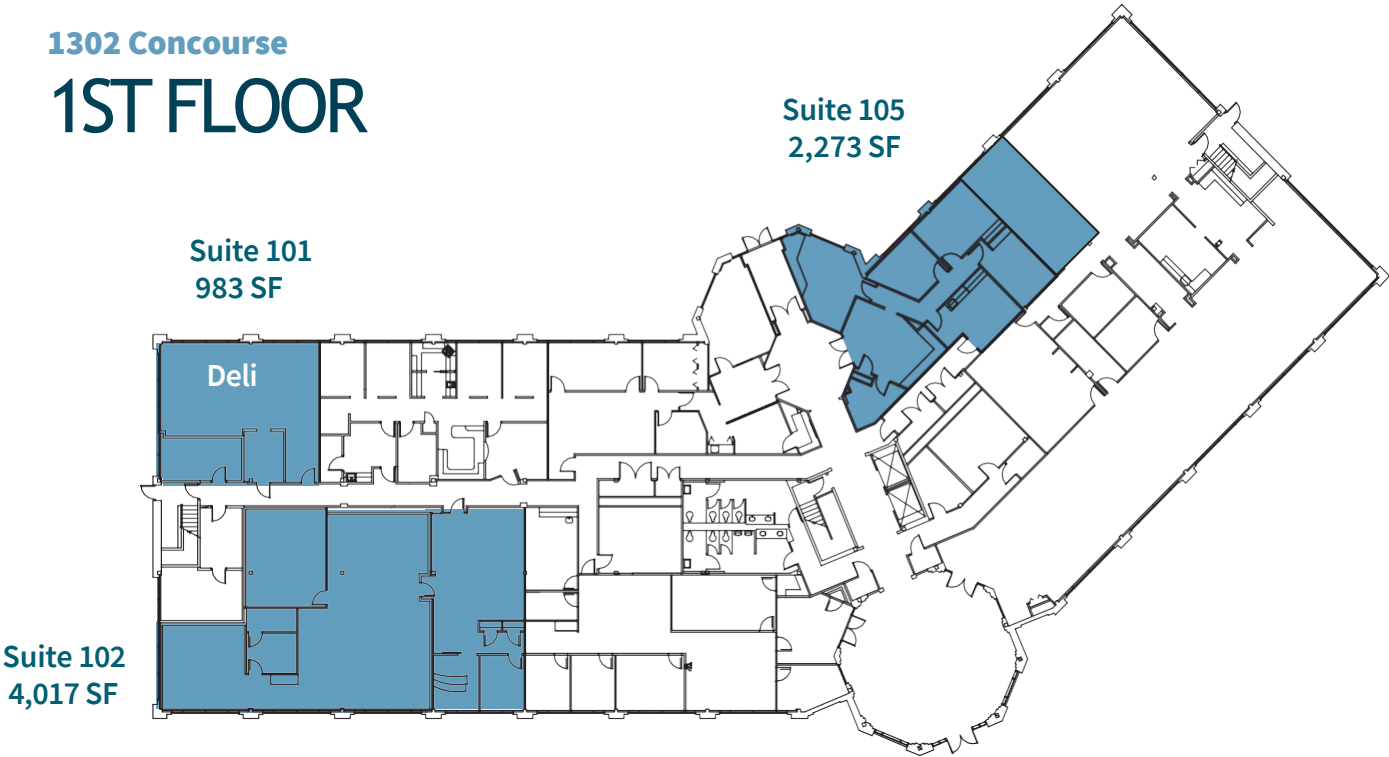 1302 Concourse
1ST FLOOR
Suite 105
2,273 SF
Suite 101
983 SF
Deli
Suite 102
4,017 SF